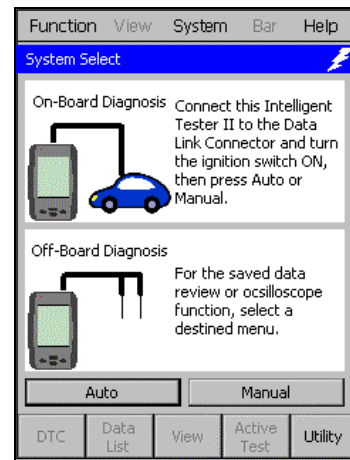 Function View System Bar Help
System Select
On-Board Diagnosis
Connect this Intelligent
Tester II to the Data
Link Connector and turn
the ignition switch ON,
then press Auto or
Manual.
Off-Board Diagnosis
For the saved data
review or ocsilloscope
function, select a
destined menu.
Auto Manual
DTC Data List View Active Test Utility